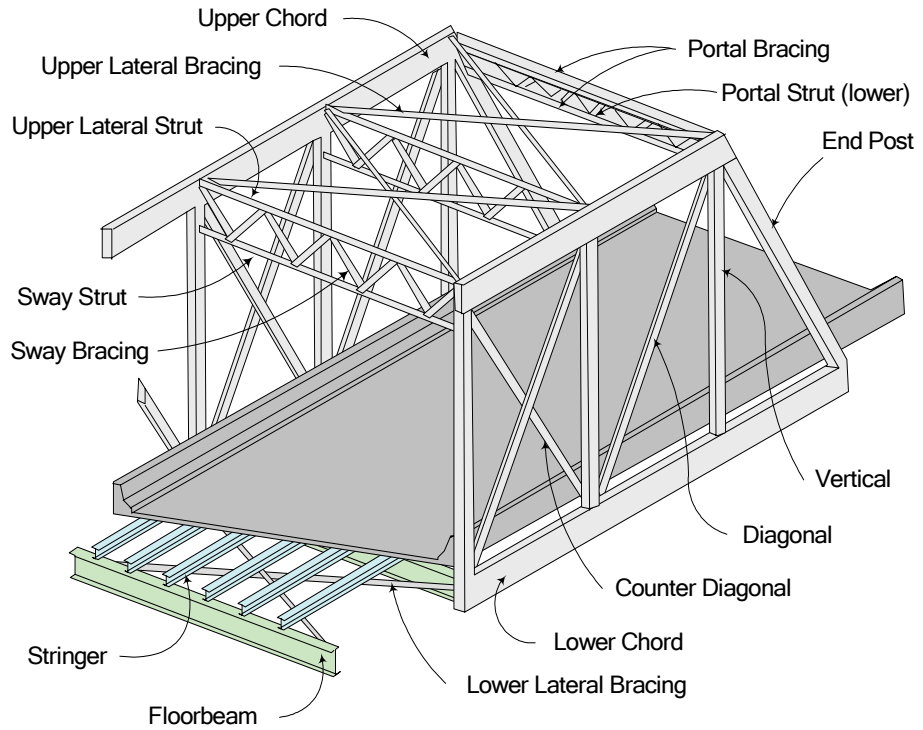 Upper Chord
Upper Lateral Bracing
Upper Lateral Strut
Portal Bracing
Portal Strut (lower)
End Post
Sway Strut
Sway Bracing
Vertical
Diagonal
Counter Diagonal
Lower Chord
Stringer
Lower Lateral Bracing
Floorbeam